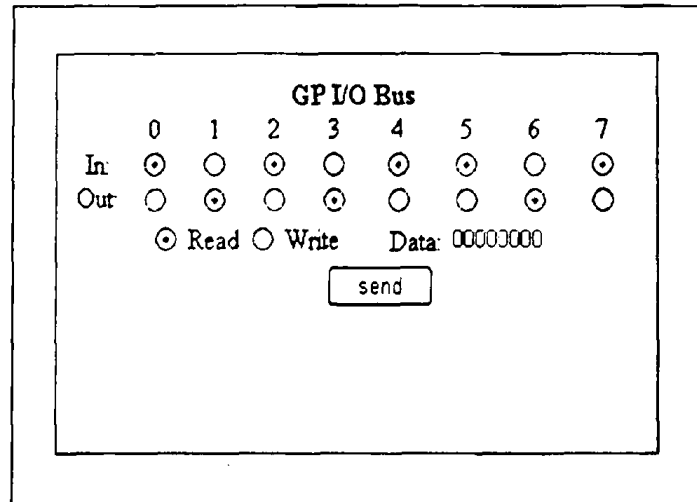 GP I/O Bus
0 1 2 3 4 5 6 7
In:
Out:
Read Write Data: 00000000
send